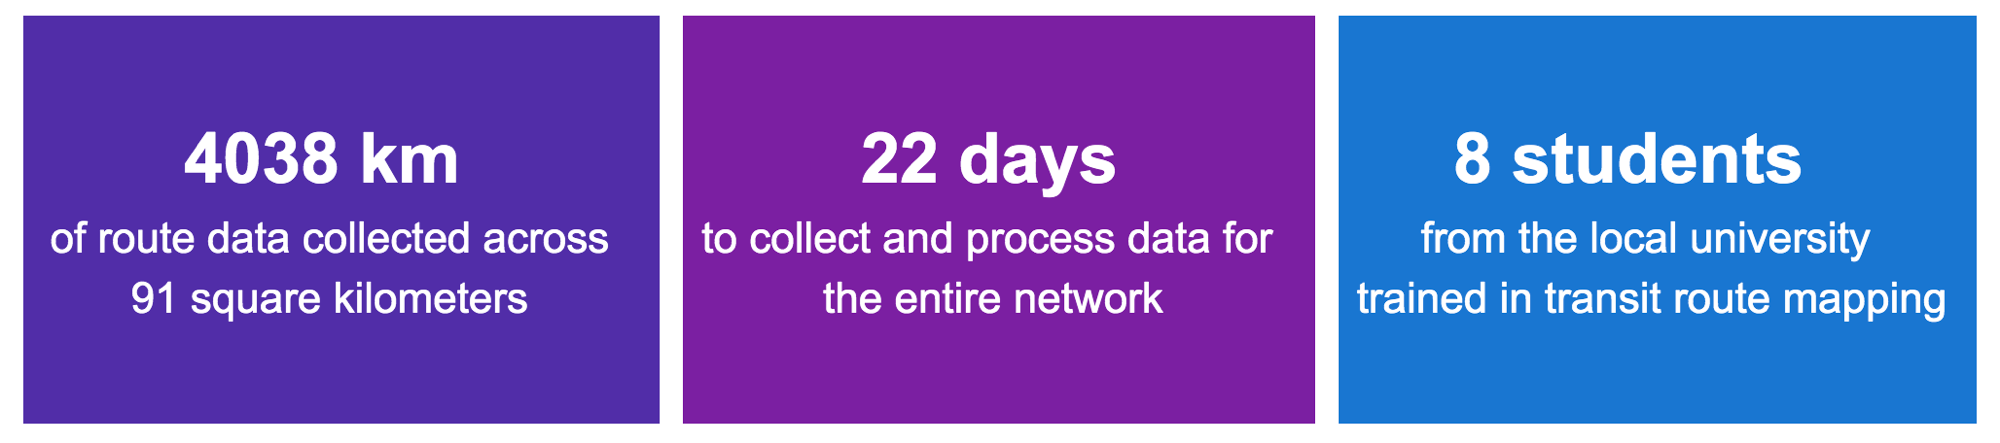 4038 km
of route data collected across
91 square kilometers
22 days
to collect and process data for
the entire network
8 students
from the local university
trained in transit route mapping